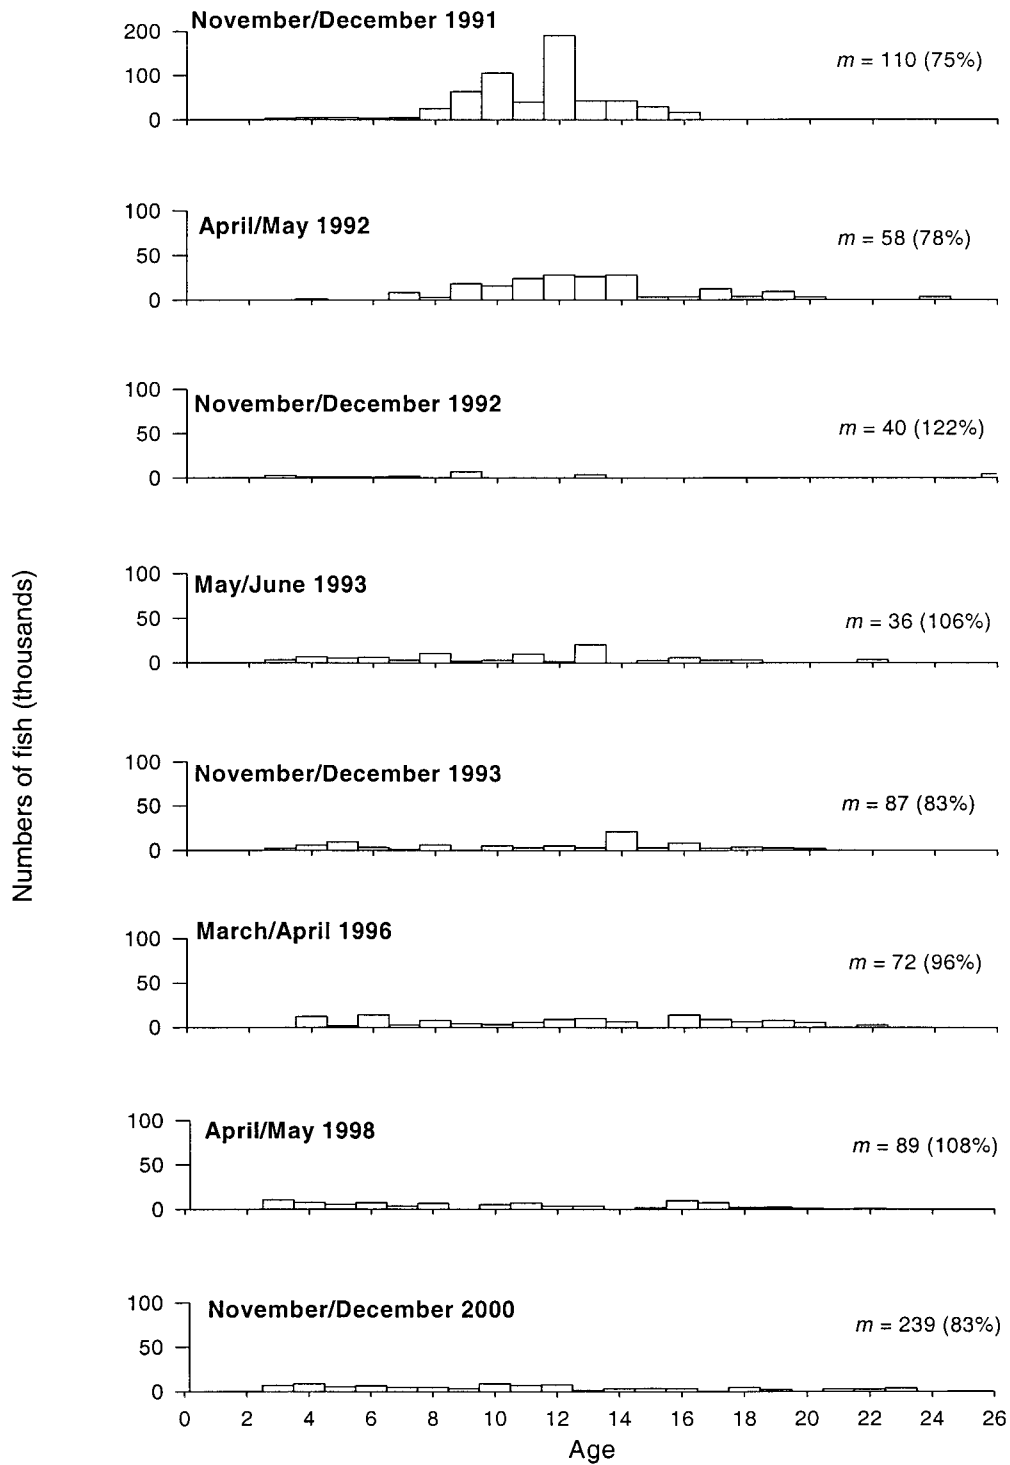 November/December 1991
200
100
0
m = 110 (75%)
April/May 1992
100
50
0
m = 58 (78%)
November/December 1992
100
50
0
m = 40 (122%)
May/June 1993
100
50
0
m = 36 (106%)
November/December 1993
100
50
0
m = 87 (83%)
March/April 1996
100
50
0
m = 72 (96%)
April/May 1998
100
50
0
m = 89 (108%)
November/December 2000
100
50
0
m = 239 (83%)
0 2 4 6 8 10 12 14 16 18 20 22 24 26
Age
Numbers of fish (thousands)